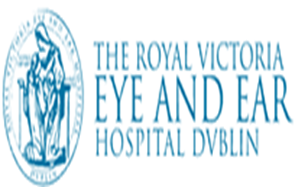 THE ROYAL VICTORIA
EYE AND EAR
HOSPITAL DVBLIN